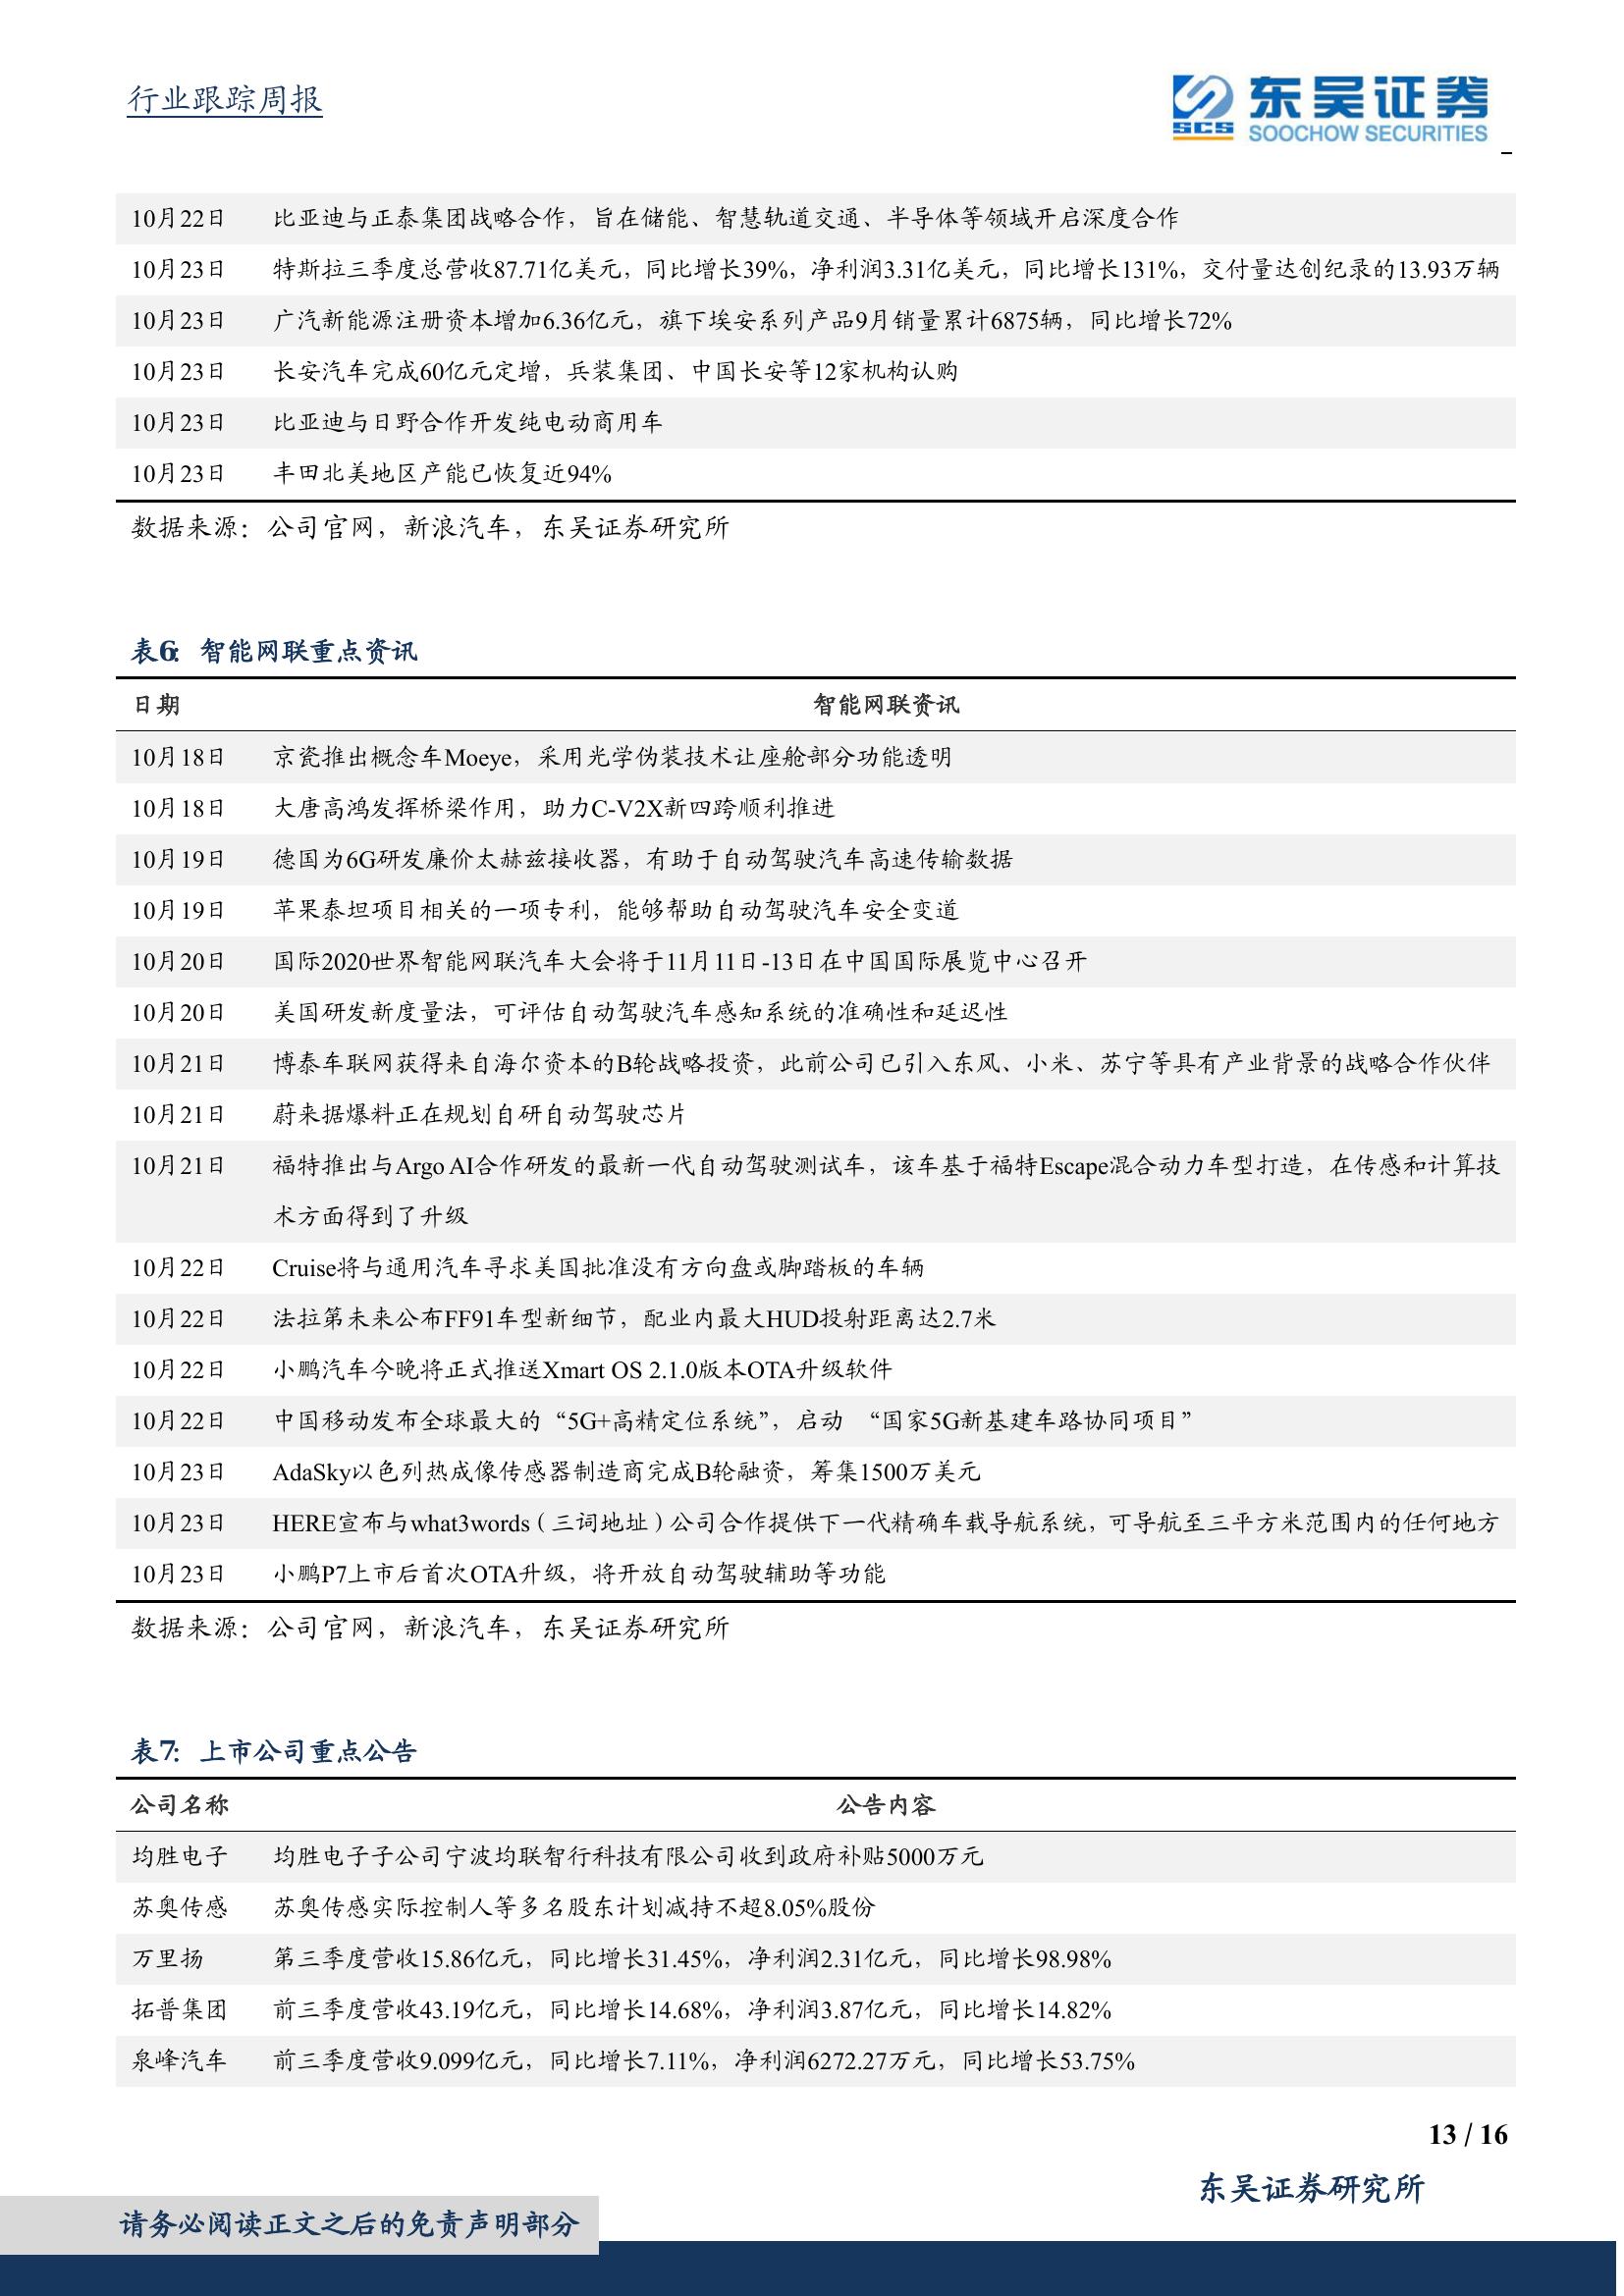 行业跟踪周报
东吴证券
SCS
SOOCHOW SECURITIES
10月22日 比亚迪与正泰集团战略合作，旨在储能、智慧轨道交通、半导体等领域开启深度合作
10月23日 特斯拉三季度总营收87.71亿美元，同比增长39%，净利润3.31亿美元，同比增长131%，交付量达创纪录的13.93万辆
10月23日 广汽新能源注册资本增加6.36亿元，旗下埃安系列产品9月销量累计6875辆，同比增长72%
10月23日 长安汽车完成60亿元定增，兵装集团、中国长安等12家机构认购
10月23日 比亚迪与日野合作开发纯电动商用车
10月23日 丰田北美地区产能已恢复近94%
数据来源：公司官网，新浪汽车，东吴证券研究所
表6：智能网联重点资讯
日期 智能网联资讯
10月18日 京瓷推出概念车Moeye，采用光学伪装技术让座舱部分功能透明
10月18日 大唐高鸿发挥桥梁作用，助力C-V2X新四跨顺利推进
10月19日 德国为6G研发廉价太赫兹接收器，有助于自动驾驶汽车高速传输数据
10月19日 苹果泰坦项目相关的一项专利，能够帮助自动驾驶汽车安全变道
10月20日 国际2020世界智能网联汽车大会将于11月11日-13日在中国国际展览中心召开
10月20日 美国研发新度量法，可评估自动驾驶汽车感知系统的准确性和延迟性
10月21日 博泰车联网获得来自海尔资本的B轮战略投资，此前公司已引入东风、小米、苏宁等具有产业背景的战略合作伙伴
10月21日 蔚来据爆料正在规划自研自动驾驶芯片
10月21日 福特推出与Argo AI合作研发的最新一代自动驾驶测试车，该车基于福特Escape混合动力车型打造，在传感和计算技
术方面得到了升级
10月22日 Cruise将与通用汽车寻求美国批准没有方向盘或脚踏板的车辆
10月22日 法拉第未来公布FF91车型新细节，配业内最大HUD投射距离达2.7米
10月22日 小鹏汽车今晚将正式推送Xmart OS 2.1.0版本OTA升级软件
10月22日 中国移动发布全球最大的“5G+高精定位系统”，启动 “国家5G新基建车路协同项目”
10月23日 AdaSky以色列热成像传感器制造商完成B轮融资，筹集1500万美元
10月23日 HERE宣布与what3words（三词地址）公司合作提供下一代精确车载导航系统，可导航至三平方米范围内的任何地方
10月23日 小鹏P7上市后首次OTA升级，将开放自动驾驶辅助等功能
数据来源：公司官网，新浪汽车，东吴证券研究所
表7：上市公司重点公告
公司名称 公告内容
均胜电子 均胜电子子公司宁波均联智行科技有限公司收到政府补贴5000万元
苏奥传感 苏奥传感实际控制人等多名股东计划减持不超8.05%股份
万里扬 第三季度营收15.86亿元，同比增长31.45%，净利润2.31亿元，同比增长98.98%
拓普集团 前三季度营收43.19亿元，同比增长14.68%，净利润3.87亿元，同比增长14.82%
泉峰汽车 前三季度营收9.099亿元，同比增长7.11%，净利润6272.27万元，同比增长53.75%
13 / 16
东吴证券研究所
请务必阅读正文之后的免责声明部分